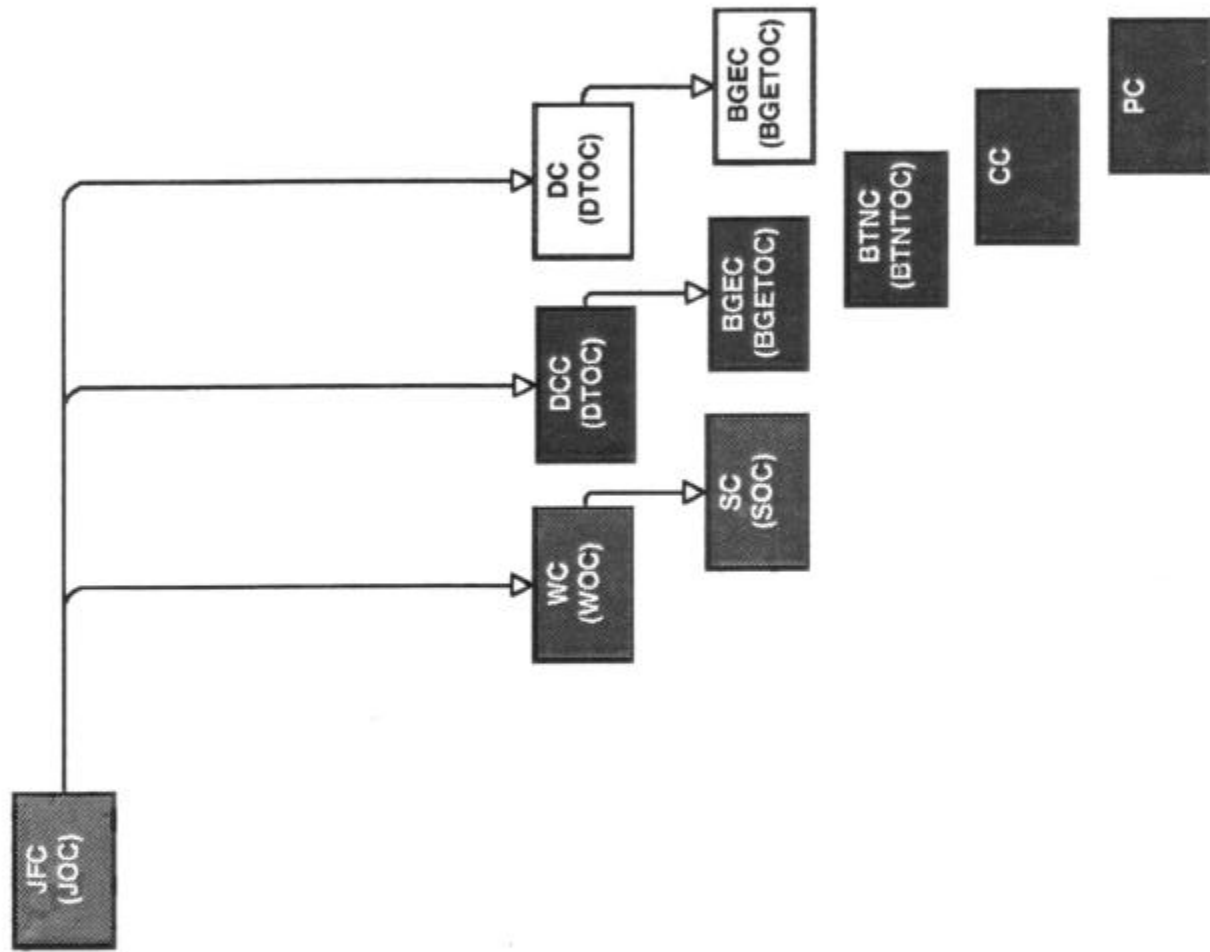 JFC
(JOC)
WC
(WOC)
DCC
(DTOC)
DC
(DTOC)
SC
(SOC)
BGEC
(BGETOC)
BGEC
(BGETOC)
BTNC
(BTNTOC)
CC
PC